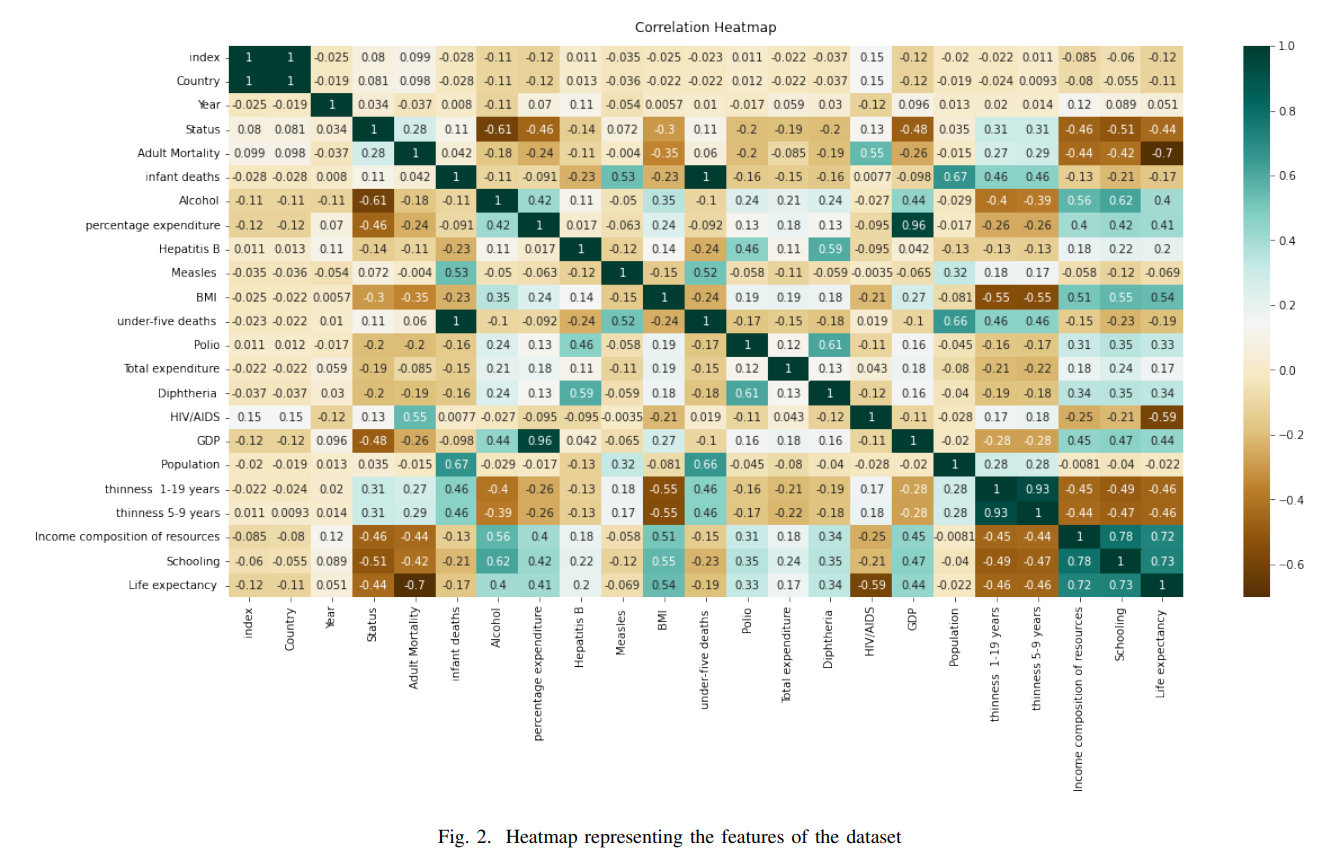 Correlation Heatmap
index 1 1 -0.025 0.08 0.099 -0.028 -0.11 -0.12 0.011 -0.035 -0.025 -0.023 0.011 -0.022 -0.037 0.15 -0.12 -0.02 -0.022 0.011 -0.085 -0.06 -0.12 1.0
Country 1 1 -0.019 0.081 0.098 -0.028 -0.11 -0.12 0.013 -0.036 -0.022 -0.022 0.012 -0.022 -0.037 0.15 -0.12 -0.019 -0.024 0.0093 -0.08 -0.055 -0.11
Year -0.025 -0.019 1 0.034 -0.037 0.008 -0.11 0.07 0.11 -0.054 0.0057 0.01 -0.017 0.059 0.03 -0.12 0.096 0.013 0.02 0.014 0.12 0.089 0.051
Status 0.08 0.081 0.034 1 0.28 0.11 -0.61 -0.46 -0.14 0.072 -0.3 0.11 -0.2 -0.19 -0.2 0.13 -0.48 0.035 0.31 0.31 -0.46 -0.51 -0.44 0.8
Adult Mortality 0.099 0.098 -0.037 0.28 1 0.042 -0.18 -0.24 -0.11 -0.004 -0.35 0.06 -0.2 -0.085 -0.19 0.55 -0.26 -0.015 0.27 0.29 -0.44 -0.42 -0.7
infant deaths -0.028 -0.028 0.008 0.11 0.042 1 -0.11 -0.091 -0.23 0.53 -0.23 1 -0.16 -0.15 -0.16 0.0077 -0.098 0.67 0.46 0.46 -0.13 -0.21 -0.17 0.6
Alcohol -0.11 -0.11 -0.11 -0.61 -0.18 -0.11 1 0.42 0.11 -0.05 0.35 -0.1 0.24 0.21 0.24 -0.027 0.44 -0.029 -0.4 -0.39 0.56 0.62 0.4
percentage expenditure -0.12 -0.12 0.07 -0.46 -0.24 -0.091 0.42 1 0.017 -0.063 0.24 -0.092 0.13 0.18 0.13 -0.095 0.96 -0.017 -0.26 -0.26 0.4 0.42 0.41
Hepatitis B 0.011 0.013 0.11 -0.14 -0.11 -0.23 0.11 0.017 1 -0.12 0.14 -0.24 0.46 0.11 0.59 -0.095 0.042 -0.13 -0.13 -0.13 0.18 0.22 0.2 0.4
Measles -0.035 -0.036 -0.054 0.072 -0.004 0.53 -0.05 -0.063 -0.12 1 -0.15 0.52 -0.058 -0.11 -0.059 -0.0035 -0.065 0.32 0.18 0.17 -0.058 -0.12 -0.069
BMI -0.025 -0.022 0.0057 -0.3 -0.35 -0.23 0.35 0.24 0.14 -0.15 1 -0.24 0.19 0.19 0.18 -0.21 0.27 -0.081 -0.55 -0.55 0.51 0.55 0.54 0.2
under-five deaths -0.023 -0.022 0.01 0.11 0.06 1 -0.1 -0.092 -0.24 0.52 -0.24 1 -0.17 -0.15 -0.18 0.019 -0.1 0.66 0.46 0.46 -0.15 -0.23 -0.19
Polio 0.011 0.012 -0.017 -0.2 -0.2 -0.16 0.24 0.13 0.46 -0.058 0.19 -0.17 1 0.12 0.61 -0.11 0.16 -0.045 -0.16 -0.17 0.31 0.35 0.33
Total expenditure -0.022 -0.022 0.059 -0.19 -0.085 -0.15 0.21 0.18 0.11 -0.11 0.19 -0.15 0.12 1 0.13 0.043 0.18 -0.08 -0.21 -0.22 0.18 0.24 0.17 0.0
Diphtheria -0.037 -0.037 0.03 -0.2 -0.19 -0.16 0.24 0.13 0.59 -0.059 0.18 -0.18 0.61 0.13 1 -0.12 0.16 -0.04 -0.19 -0.18 0.34 0.35 0.34
HIV/AIDS 0.15 0.15 -0.12 0.13 0.55 0.0077 -0.027 -0.095 -0.095 -0.0035 -0.21 0.019 -0.11 0.043 -0.12 1 -0.11 -0.028 0.17 0.18 -0.25 -0.21 -0.59
GDP -0.12 -0.12 0.096 -0.48 -0.26 -0.098 0.44 0.96 0.042 -0.065 0.27 -0.1 0.16 0.18 0.16 -0.11 1 -0.02 -0.28 -0.28 0.45 0.47 0.44 −0.2
Population -0.02 -0.019 0.013 0.035 -0.015 0.67 -0.029 -0.017 -0.13 0.32 -0.081 0.66 -0.045 -0.08 -0.04 -0.028 -0.02 1 0.28 0.28 -0.0081 -0.04 -0.022
thinness 1-19 years -0.022 -0.024 0.02 0.31 0.27 0.46 -0.4 -0.26 -0.13 0.18 -0.55 0.46 -0.16 -0.21 -0.19 0.17 -0.28 0.28 1 0.93 -0.45 -0.49 -0.46 −0.4
thinness 5-9 years 0.011 0.0093 0.014 0.31 0.29 0.46 -0.39 -0.26 -0.13 0.17 -0.55 0.46 -0.17 -0.22 -0.18 0.18 -0.28 0.28 0.93 1 -0.44 -0.47 -0.46
Income composition of resources -0.085 -0.08 0.12 -0.46 -0.44 -0.13 0.56 0.4 0.18 -0.058 0.51 -0.15 0.31 0.18 0.34 -0.25 0.45 -0.0081 -0.45 -0.44 1 0.78 0.72
Schooling -0.06 -0.055 0.089 -0.51 -0.42 -0.21 0.62 0.42 0.22 -0.12 0.55 -0.23 0.35 0.24 0.35 -0.21 0.47 -0.04 -0.49 -0.47 0.78 1 0.73 −0.6
Life expectancy -0.12 -0.11 0.051 -0.44 -0.7 -0.17 0.4 0.41 0.2 -0.069 0.54 -0.19 0.33 0.17 0.34 -0.59 0.44 -0.022 -0.46 -0.46 0.72 0.73 1
index
Country
Year
Status
Adult Mortality
infant deaths
Alcohol
percentage expenditure
Hepatitis B
Measles
BMI
under-five deaths
Polio
Total expenditure
Diphtheria
HIV/AIDS
GDP
Population
thinness 1-19 years
thinness 5-9 years
Income composition of resources
Schooling
Life expectancy
Fig. 2. Heatmap representing the features of the dataset